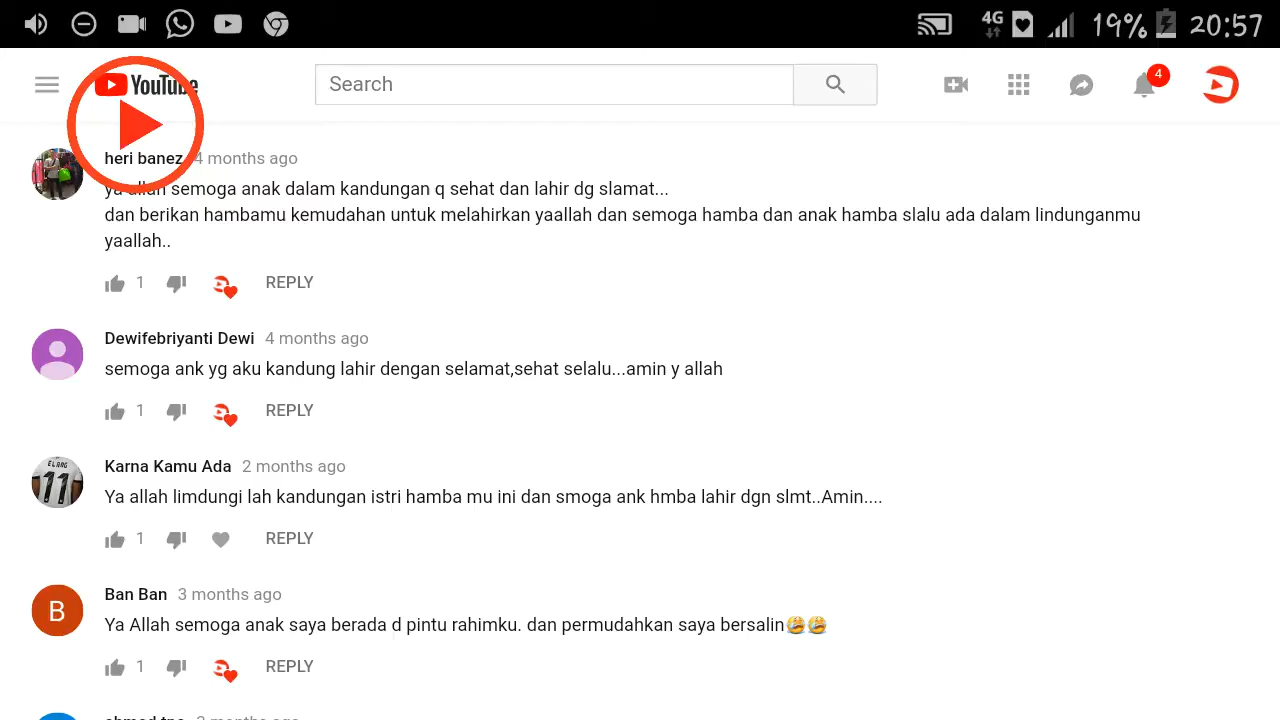 4G 19% 20:57
YouTube
Search
4
heri banez 4 months ago
ya allah semoga anak dalam kandungan q sehat dan lahir dg slamat...
dan berikan hambamu kemudahan untuk melahirkan yaallah dan semoga hamba dan anak hamba slalu ada dalam lindunganmu
yaallah..
1 REPLY
Dewifebriyanti Dewi 4 months ago
semoga ank yg aku kandung lahir dengan selamat,sehat selalu...amin y allah
1 REPLY
ELANG
11
Karna Kamu Ada 2 months ago
Ya allah limdungi lah kandungan istri hamba mu ini dan smoga ank hmba lahir dgn slmt..Amin....
1 REPLY
B
Ban Ban 3 months ago
Ya Allah semoga anak saya berada d pintu rahimku. dan permudahkan saya bersalin😭😭
1 REPLY